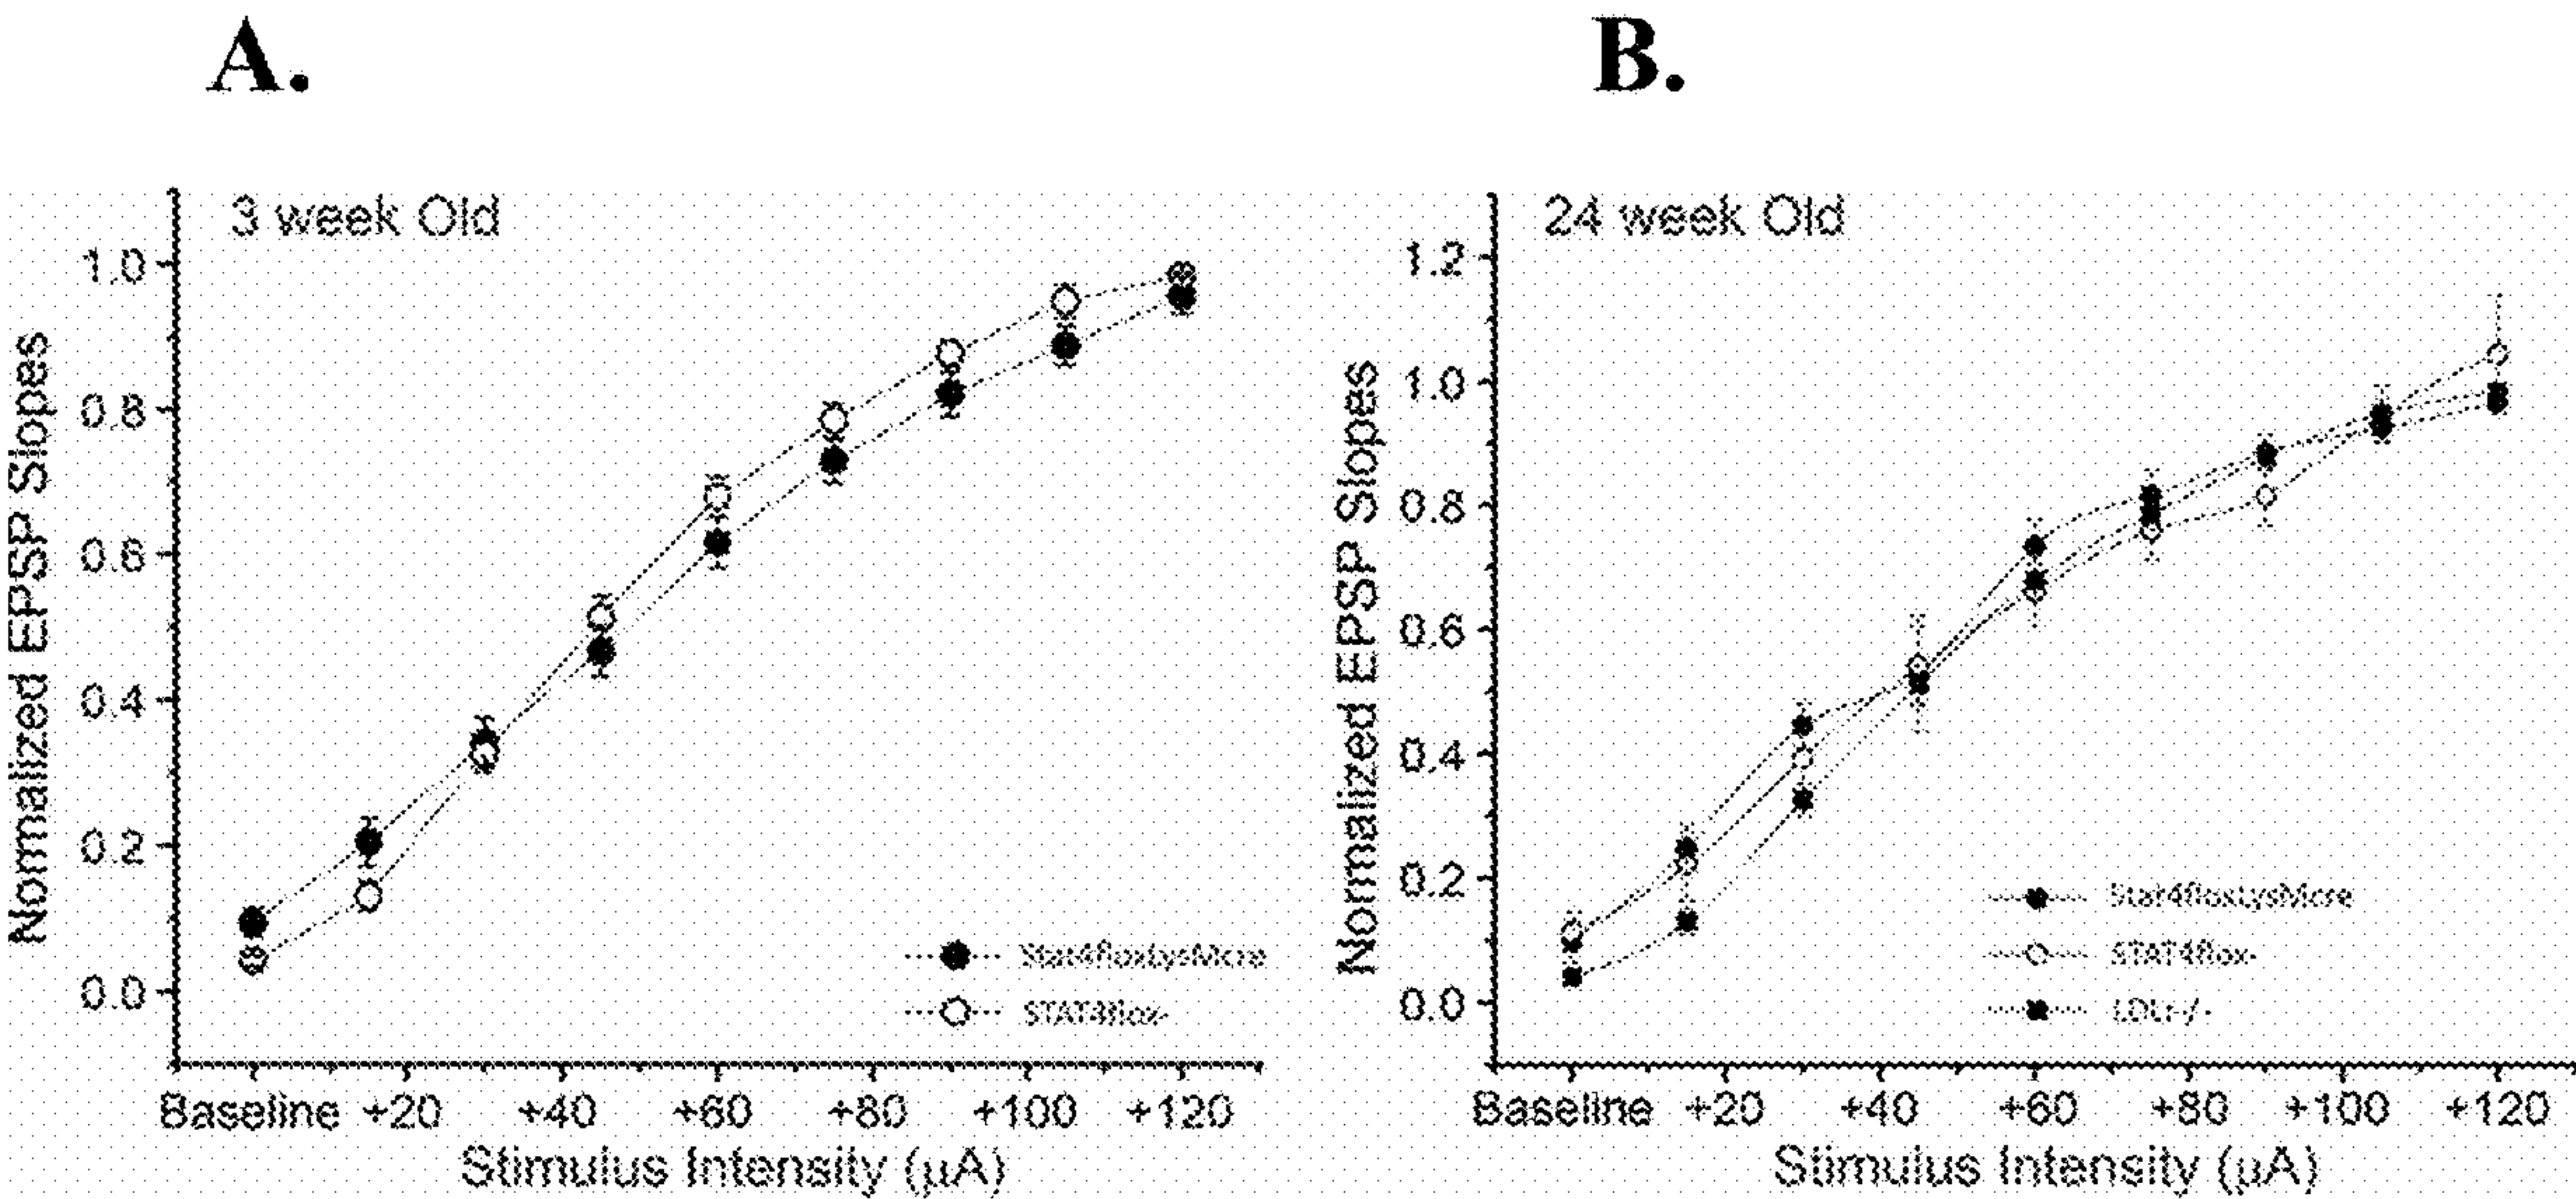 A.
B.
3 week Old
1.0
0.8
0.6
0.4
0.2
0.0
Normalized EPSP Slopes
Stat4floxLysMcre
STAT4flox-
Baseline +20 +40 +60 +80 +100 +120
Stimulus Intensity (µA)
24 week Old
1.2
1.0
0.8
0.6
0.4
0.2
0.0
Normalized EPSP Slopes
Stat4floxLysMcre
STAT4flox-
LDLr-/-
Baseline +20 +40 +60 +80 +100 +120
Stimulus Intensity (µA)